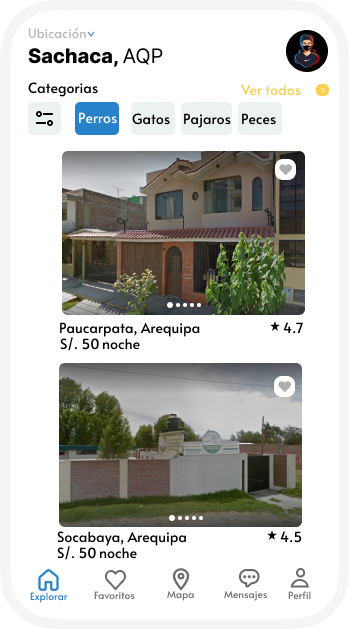 Ubicación
Sachaca, AQP
Categorias
Ver todos
Perros
Gatos
Pajaros
Peces
Paucarpata, Arequipa
★ 4.7
S/. 50 noche
Socabaya, Arequipa
★ 4.5
S/. 50 noche
Explorar
Favoritos
Mapa
Mensajes
Perfil